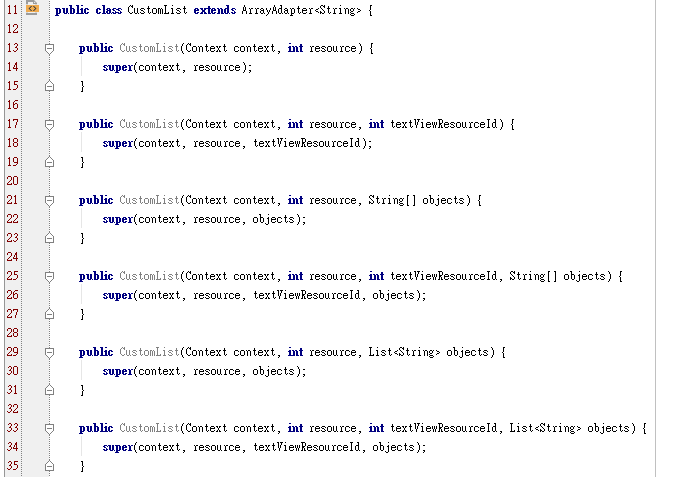 11 public class CustomList extends ArrayAdapter<String> {
12
13     public CustomList(Context context, int resource) {
14         super(context, resource);
15     }
16
17     public CustomList(Context context, int resource, int textViewResourceId) {
18         super(context, resource, textViewResourceId);
19     }
20
21     public CustomList(Context context, int resource, String[] objects) {
22         super(context, resource, objects);
23     }
24
25     public CustomList(Context context, int resource, int textViewResourceId, String[] objects) {
26         super(context, resource, textViewResourceId, objects);
27     }
28
29     public CustomList(Context context, int resource, List<String> objects) {
30         super(context, resource, objects);
31     }
32
33     public CustomList(Context context, int resource, int textViewResourceId, List<String> objects) {
34         super(context, resource, textViewResourceId, objects);
35     }